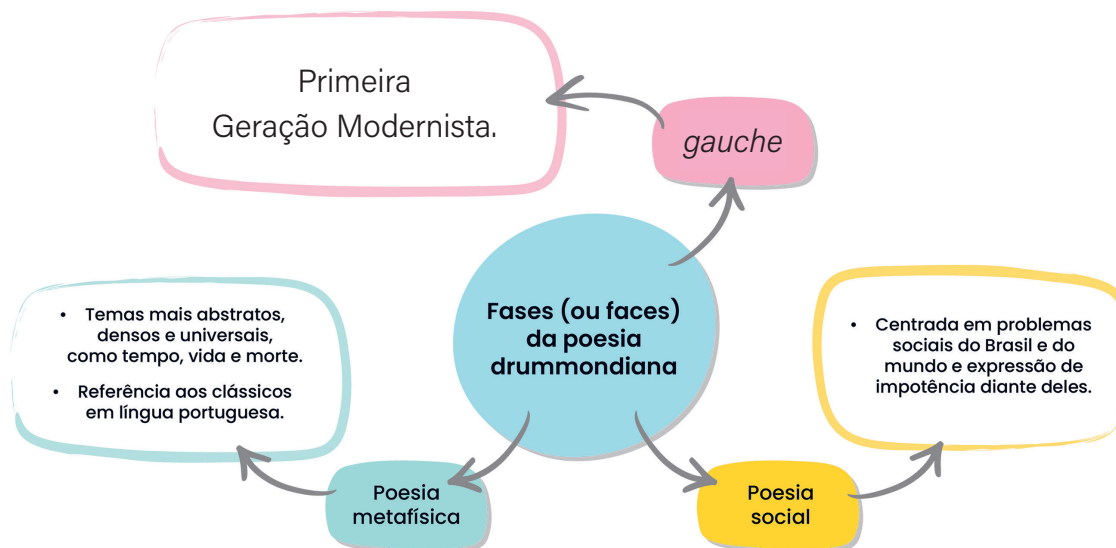 Primeira
Geração Modernista.
gauche
Fases (ou faces)
da poesia
drummondiana
• Temas mais abstratos,
densos e universais,
como tempo, vida e morte.
• Referência aos clássicos
em língua portuguesa.
• Centrada em problemas
sociais do Brasil e do
mundo e expressão de
impotência diante deles.
Poesia
metafísica
Poesia
social